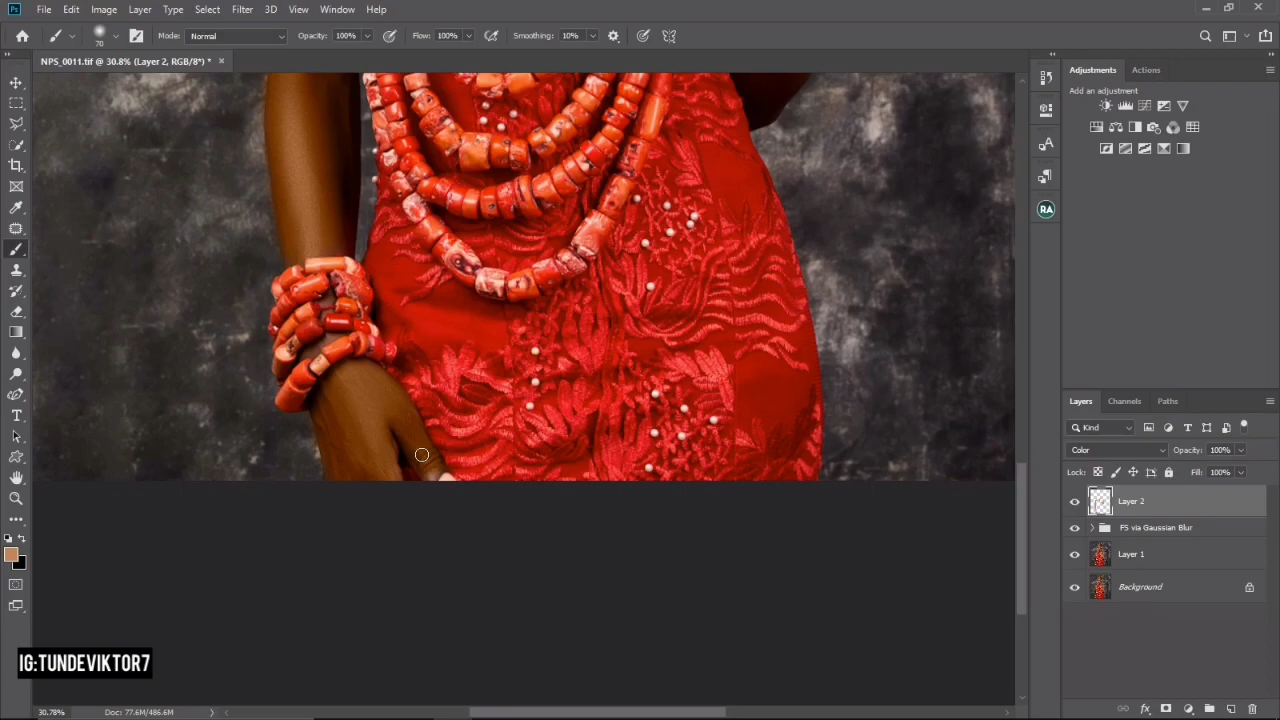 Ps File Edit Image Layer Type Select Filter 3D View Window Help
70 Mode: Normal Opacity: 100% Flow: 100% Smoothing: 10%
NPS_0011.tif @ 30.8% (Layer 2, RGB/8*) *
Adjustments Actions
Add an adjustment
RA
Layers Channels Paths
Kind
Color Opacity: 100%
Lock: Fill: 100%
Layer 2
FS via Gaussian Blur
Layer 1
Background
IG:TUNDEVIKTOR7
30.78% Doc: 77.6M/486.6M